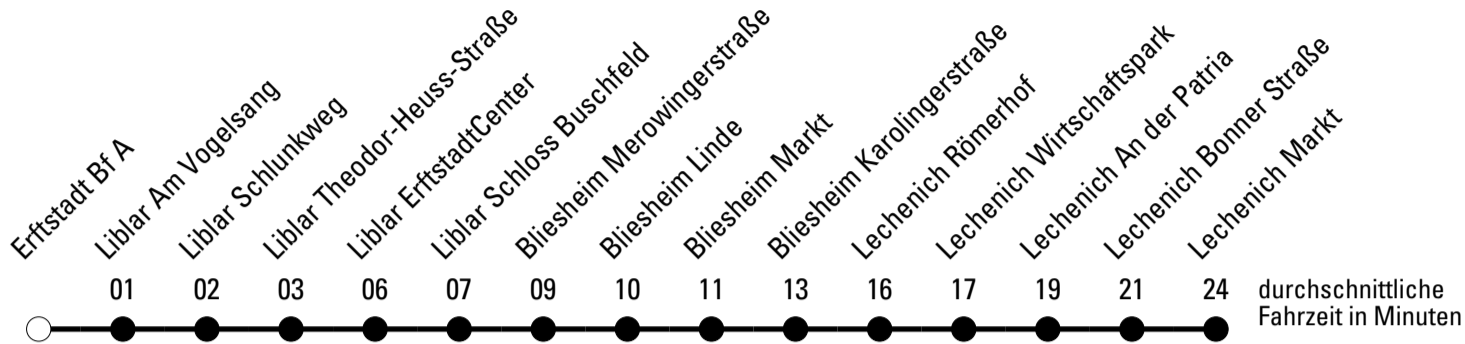 Erftstadt Bf A
Liblar Am Vogelsang
Liblar Schlunkweg
Liblar Theodor-Heuss-Straße
Liblar ErftstadtCenter
Liblar Schloss Buschfeld
Bliesheim Merowingerstraße
Bliesheim Linde
Bliesheim Markt
Bliesheim Karolingerstraße
Lechenich Römerhof
Lechenich Wirtschaftspark
Lechenich An der Patria
Lechenich Bonner Straße
Lechenich Markt
01 02 03 06 07 09 10 11 13 16 17 19 21 24
durchschnittliche
Fahrzeit in Minuten